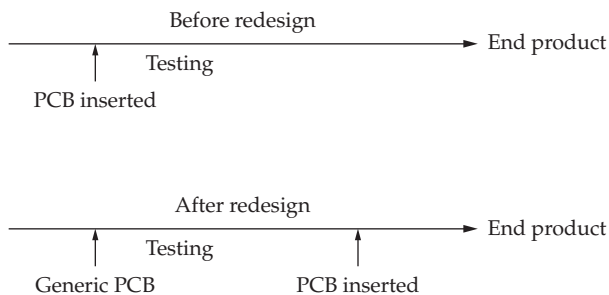 Before redesign
End product
Testing
PCB inserted
After redesign
End product
Testing
Generic PCB
PCB inserted